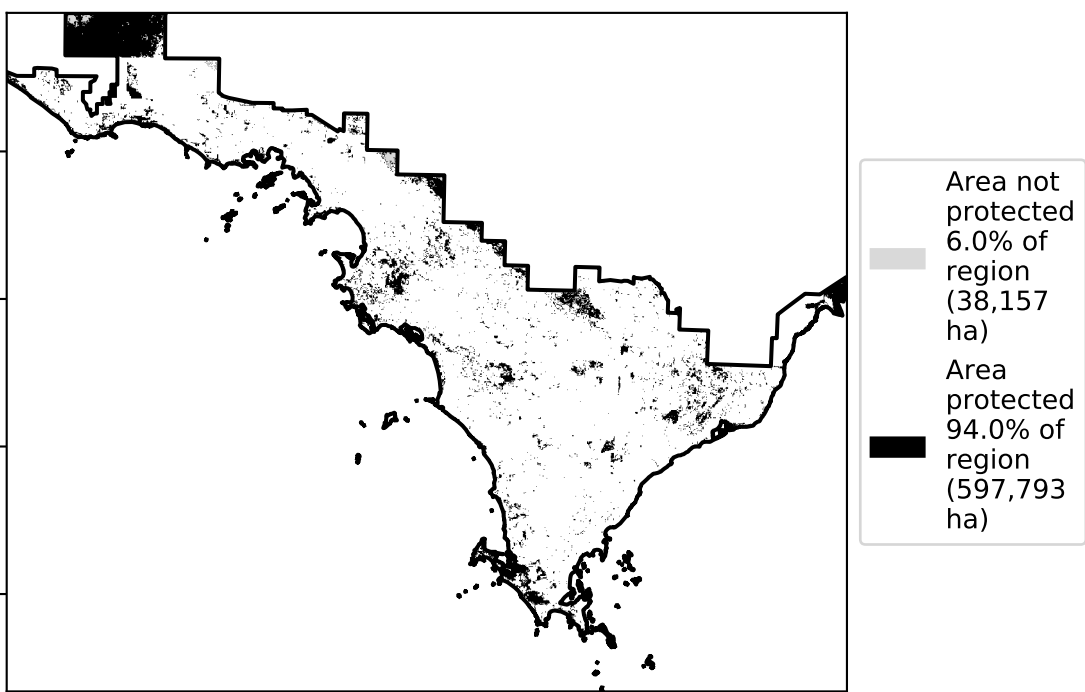 Area not
protected
6.0% of
region
(38,157
ha)
Area
protected
94.0% of
region
(597,793
ha)